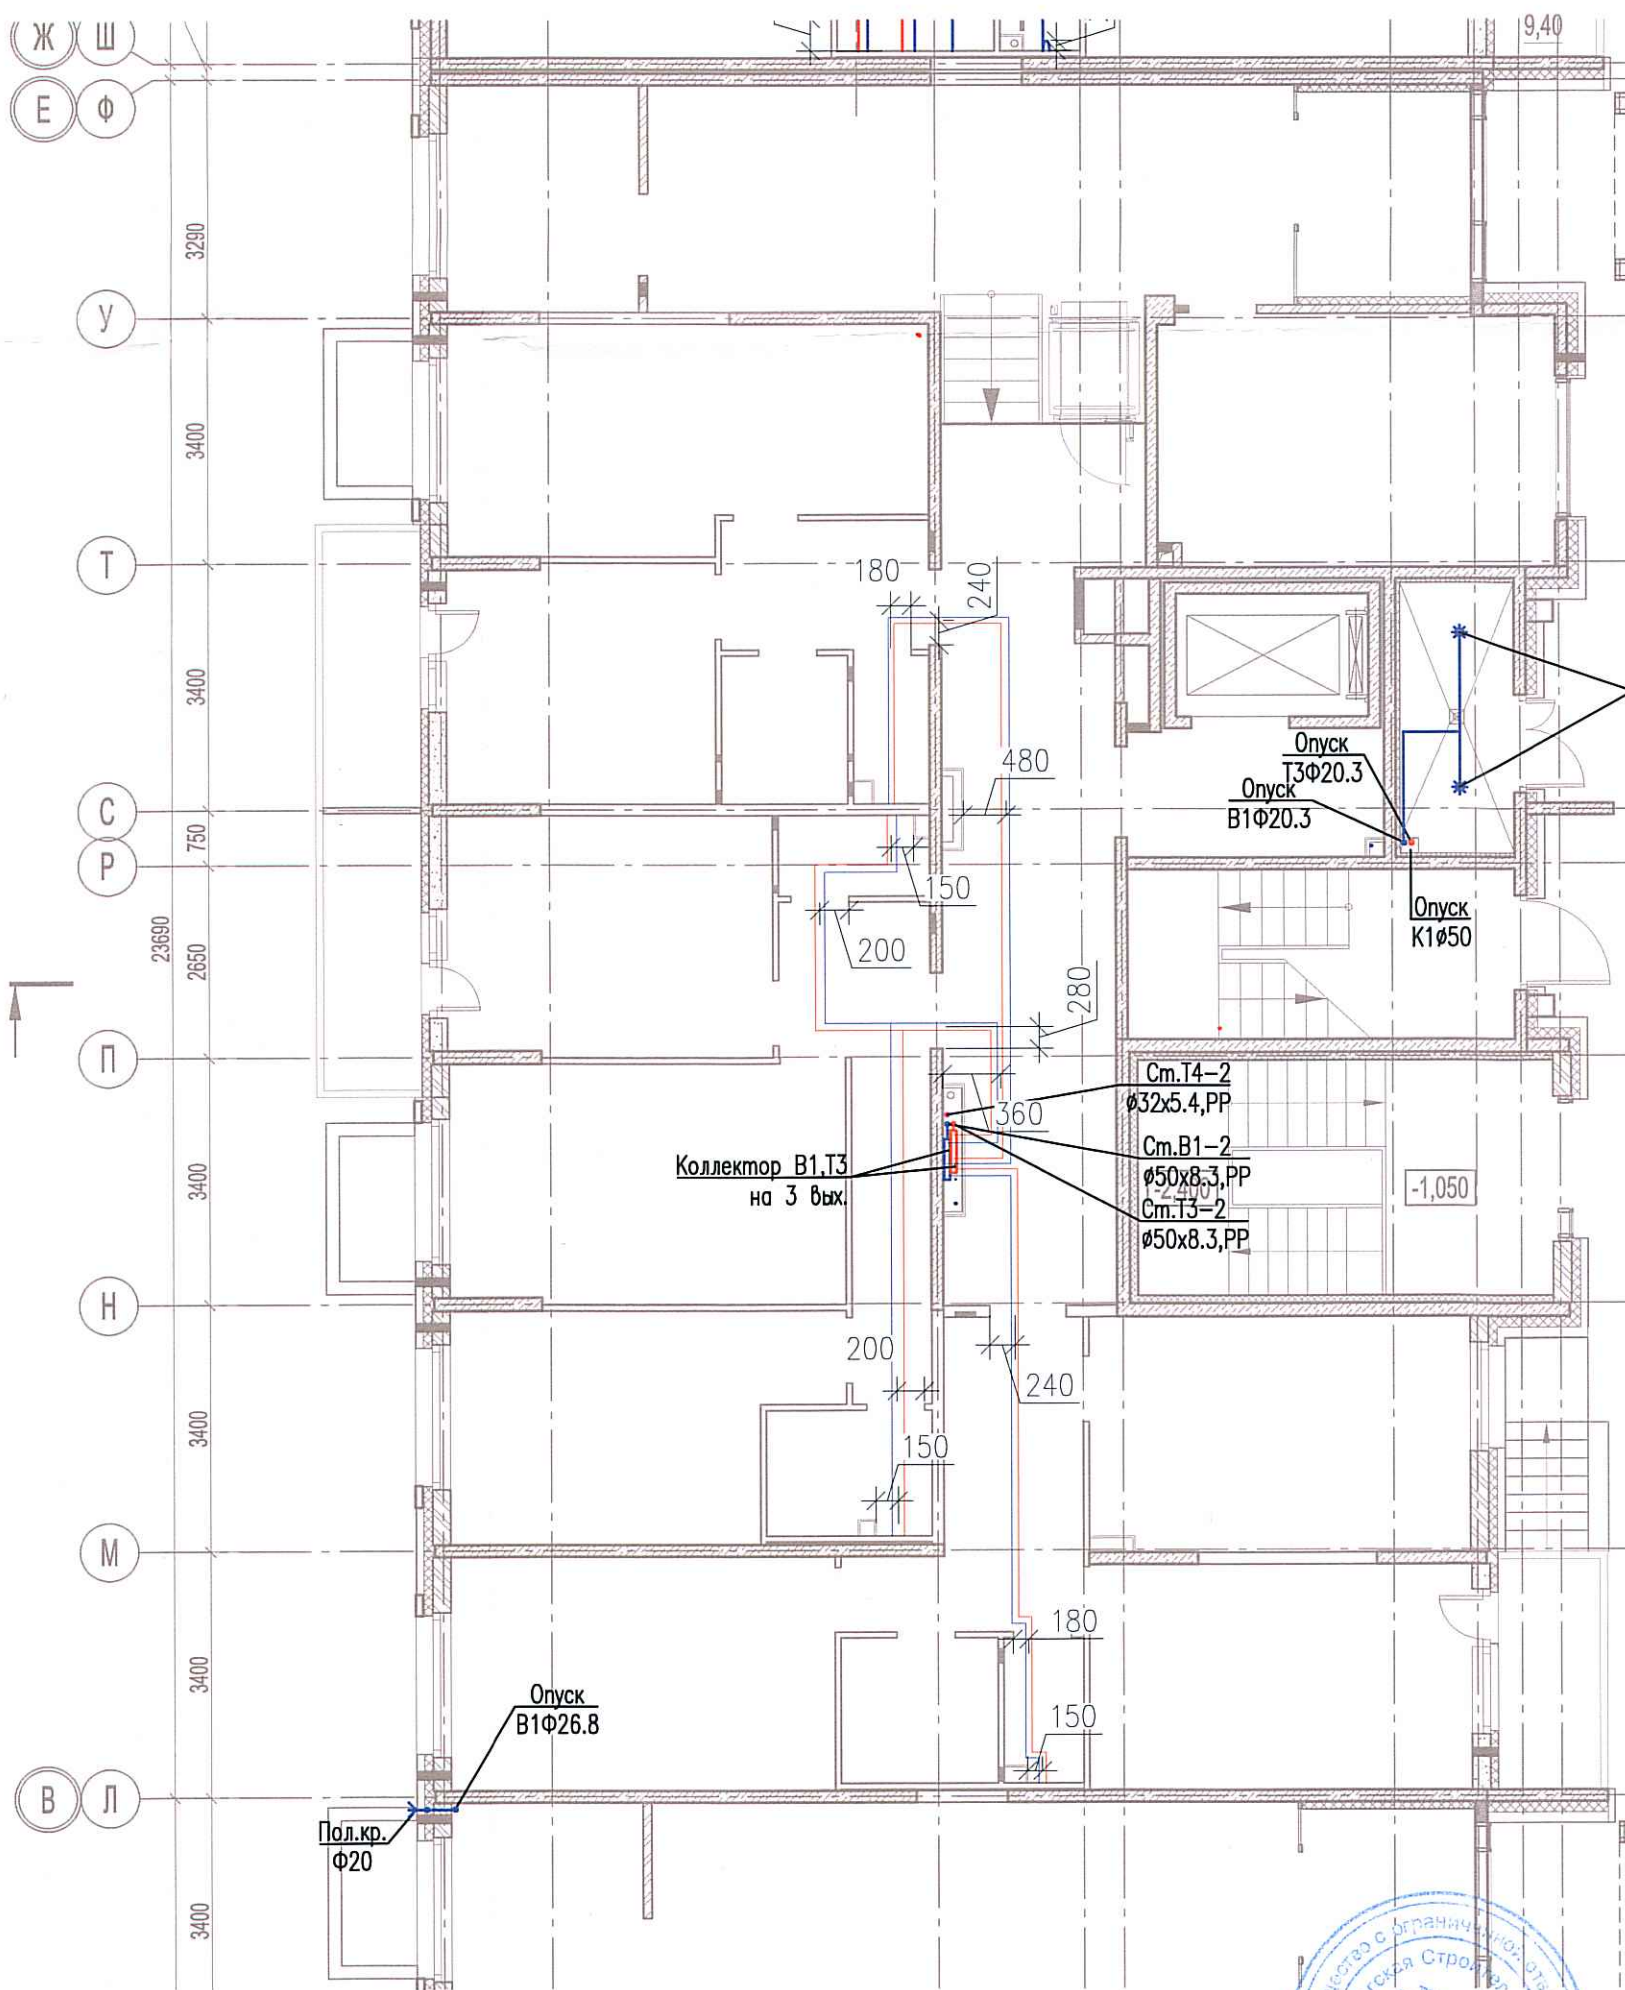 9,40
Ж Ш
Е Ф
3290
У
3400
Т
180
240
3400
480
Опуск
Т3Ф20.3
Опуск
В1Ф20.3
С
750
Р
150
Опуск
К1ø50
200
23690
2650
280
П
Ст.Т4-2
ø32х5.4,РР
360
Ст.В1-2
ø50х8.3,РР
Коллектор В1,Т3
на 3 вых.
3400
-2,400
-1,050
Ст.Т3-2
ø50х8.3,РР
Н
200
240
3400
150
М
180
3400
Опуск
В1Ф26.8
150
В Л
Пол.кр.
Ф20
3400
с ограниченной